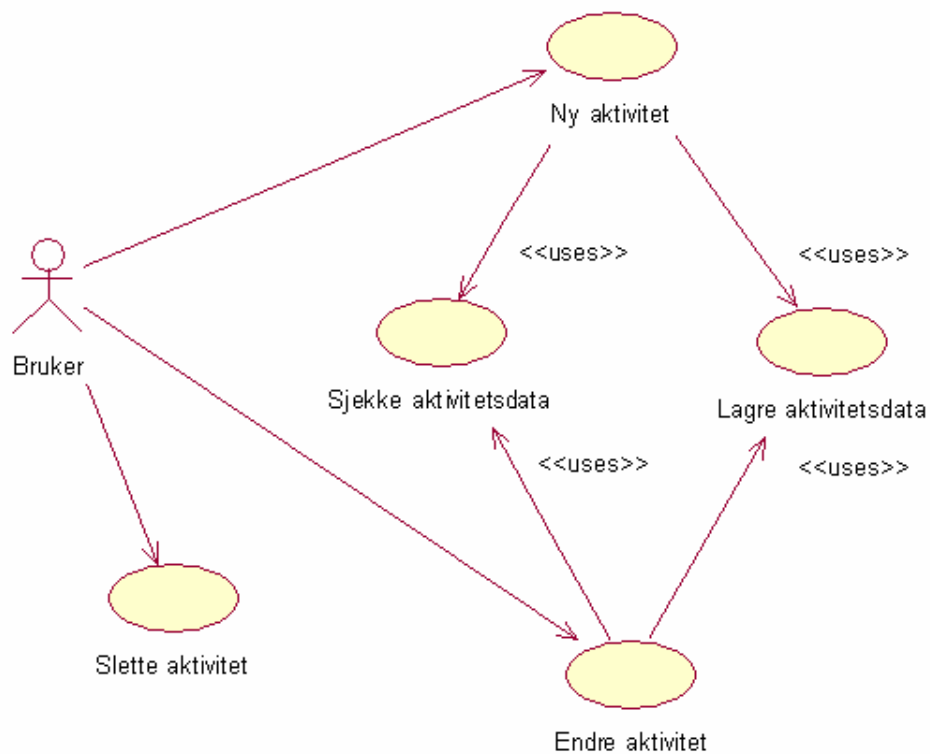 Ny aktivitet
<<uses>>
<<uses>>
Bruker
Sjekke aktivitetsdata
Lagre aktivitetsdata
<<uses>>
<<uses>>
Slette aktivitet
Endre aktivitet